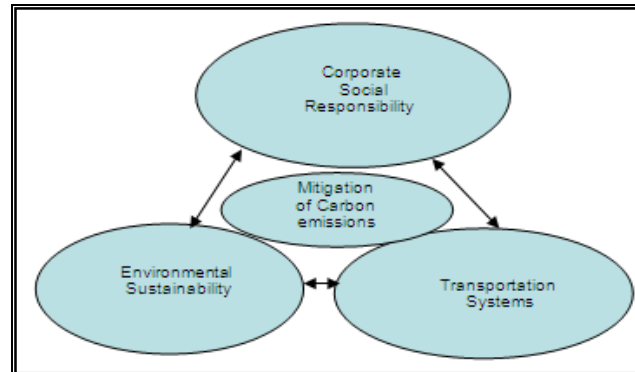 Corporate
Social
Responsibility
Mitigation
of Carbon
emissions
Environmental
Sustainability
Transportation
Systems